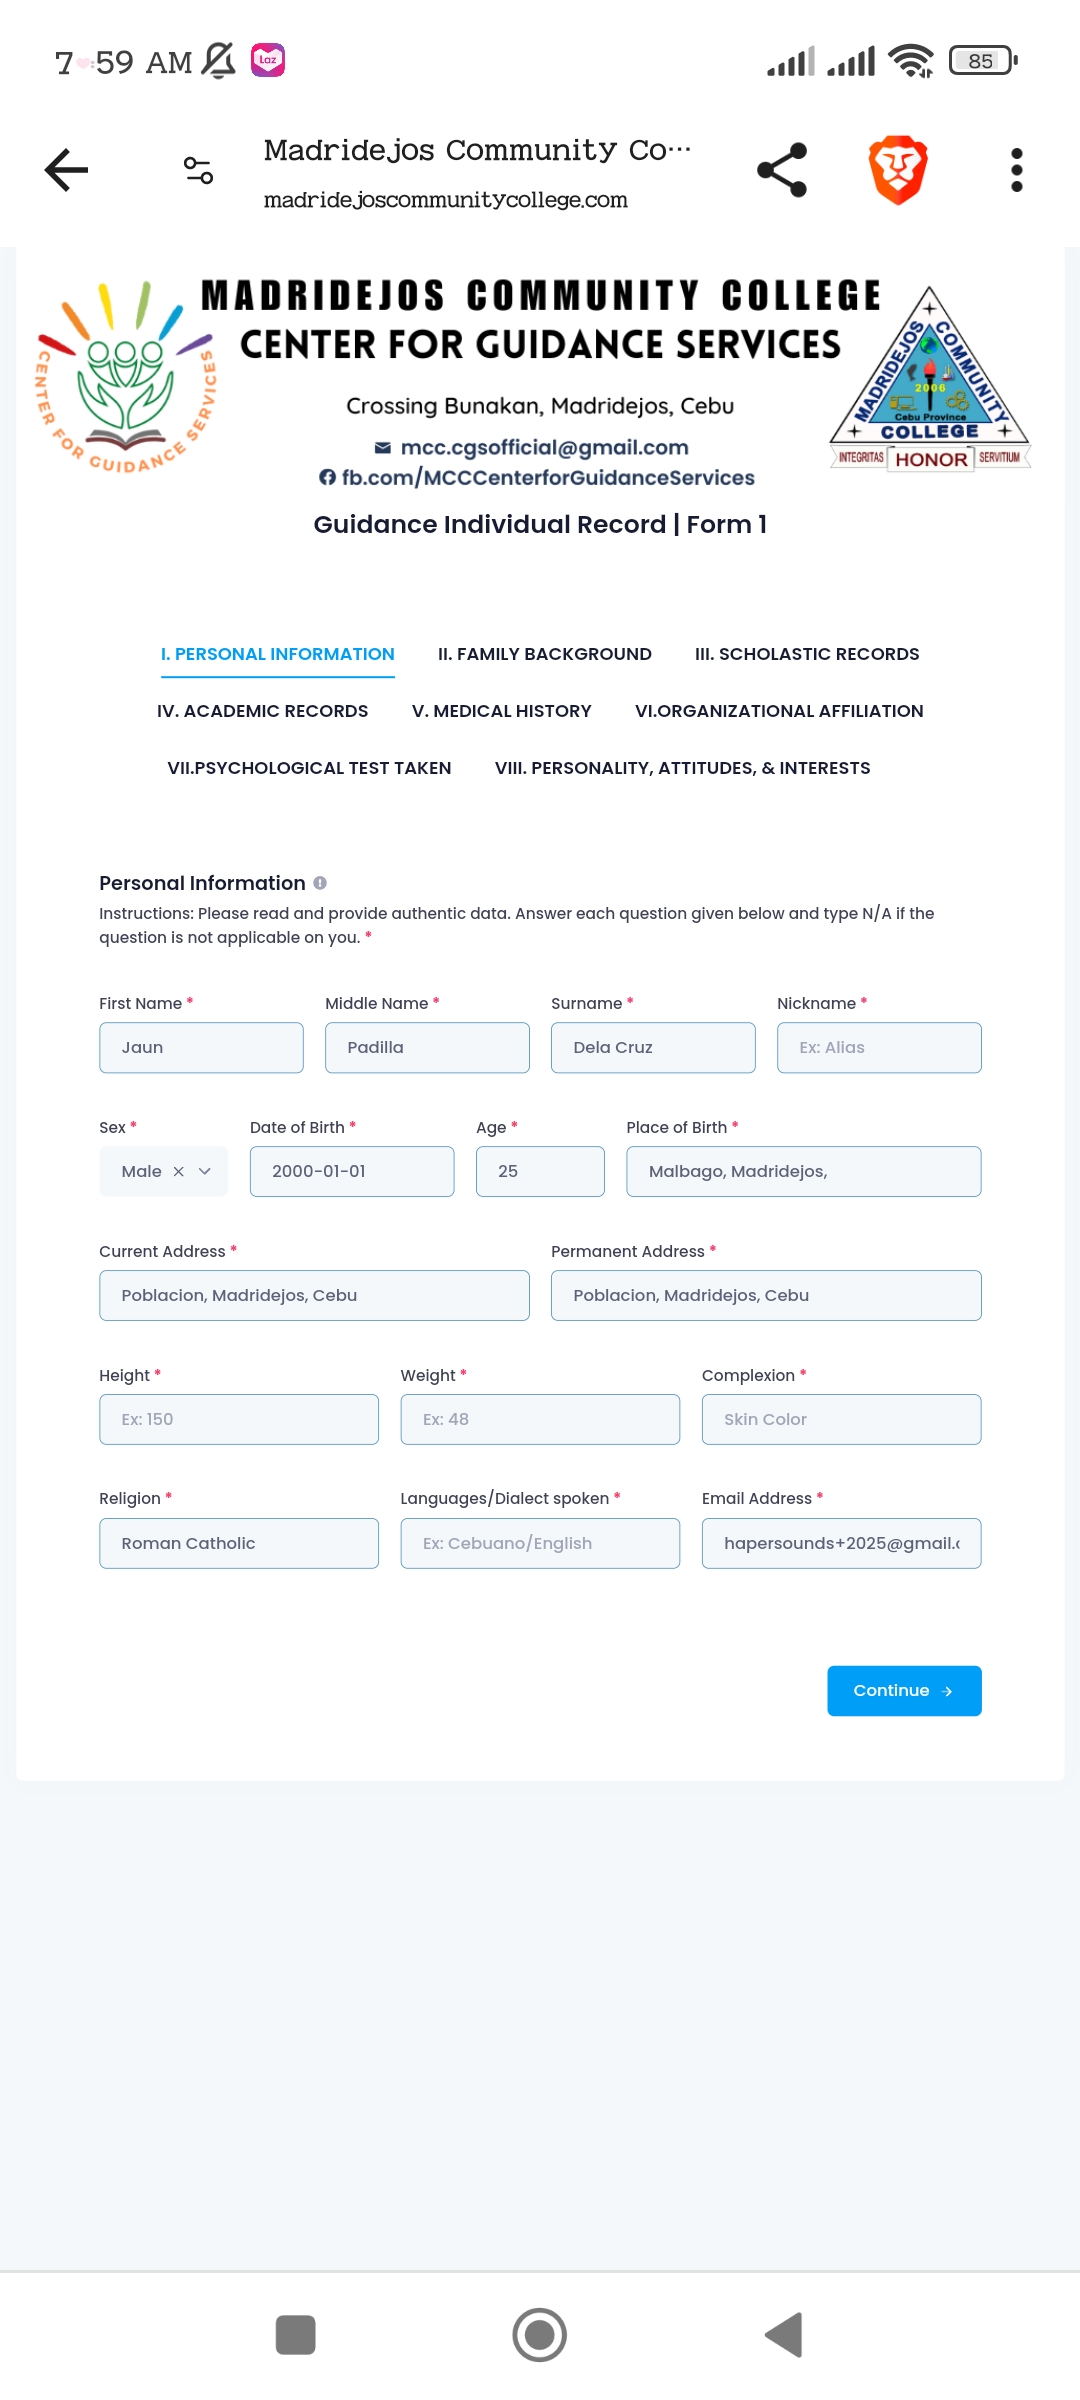 7:59 AM
Laz
85
Madridejos Community Co...
madridejoscommunitycollege.com
CENTER FOR GUIDANCE SERVICES
MADRIDEJOS COMMUNITY COLLEGE
CENTER FOR GUIDANCE SERVICES
Crossing Bunakan, Madridejos, Cebu
mcc.cgsofficial@gmail.com
fb.com/MCCCenterforGuidanceServices
MADRIDEJOS COMMUNITY
2006
Cebu Province
COLLEGE
INTEGRITAS HONOR SERVITIUM
Guidance Individual Record | Form 1
I. PERSONAL INFORMATION II. FAMILY BACKGROUND III. SCHOLASTIC RECORDS
IV. ACADEMIC RECORDS V. MEDICAL HISTORY VI.ORGANIZATIONAL AFFILIATION
VII.PSYCHOLOGICAL TEST TAKEN VIII. PERSONALITY, ATTITUDES, & INTERESTS
Personal Information
Instructions: Please read and provide authentic data. Answer each question given below and type N/A if the
question is not applicable on you. *
First Name * Middle Name * Surname * Nickname *
Jaun Padilla Dela Cruz Ex: Alias
Sex * Date of Birth * Age * Place of Birth *
Male 2000-01-01 25 Malbago, Madridejos,
Current Address * Permanent Address *
Poblacion, Madridejos, Cebu Poblacion, Madridejos, Cebu
Height * Weight * Complexion *
Ex: 150 Ex: 48 Skin Color
Religion * Languages/Dialect spoken * Email Address *
Roman Catholic Ex: Cebuano/English hapersounds+2025@gmail.c
Continue →